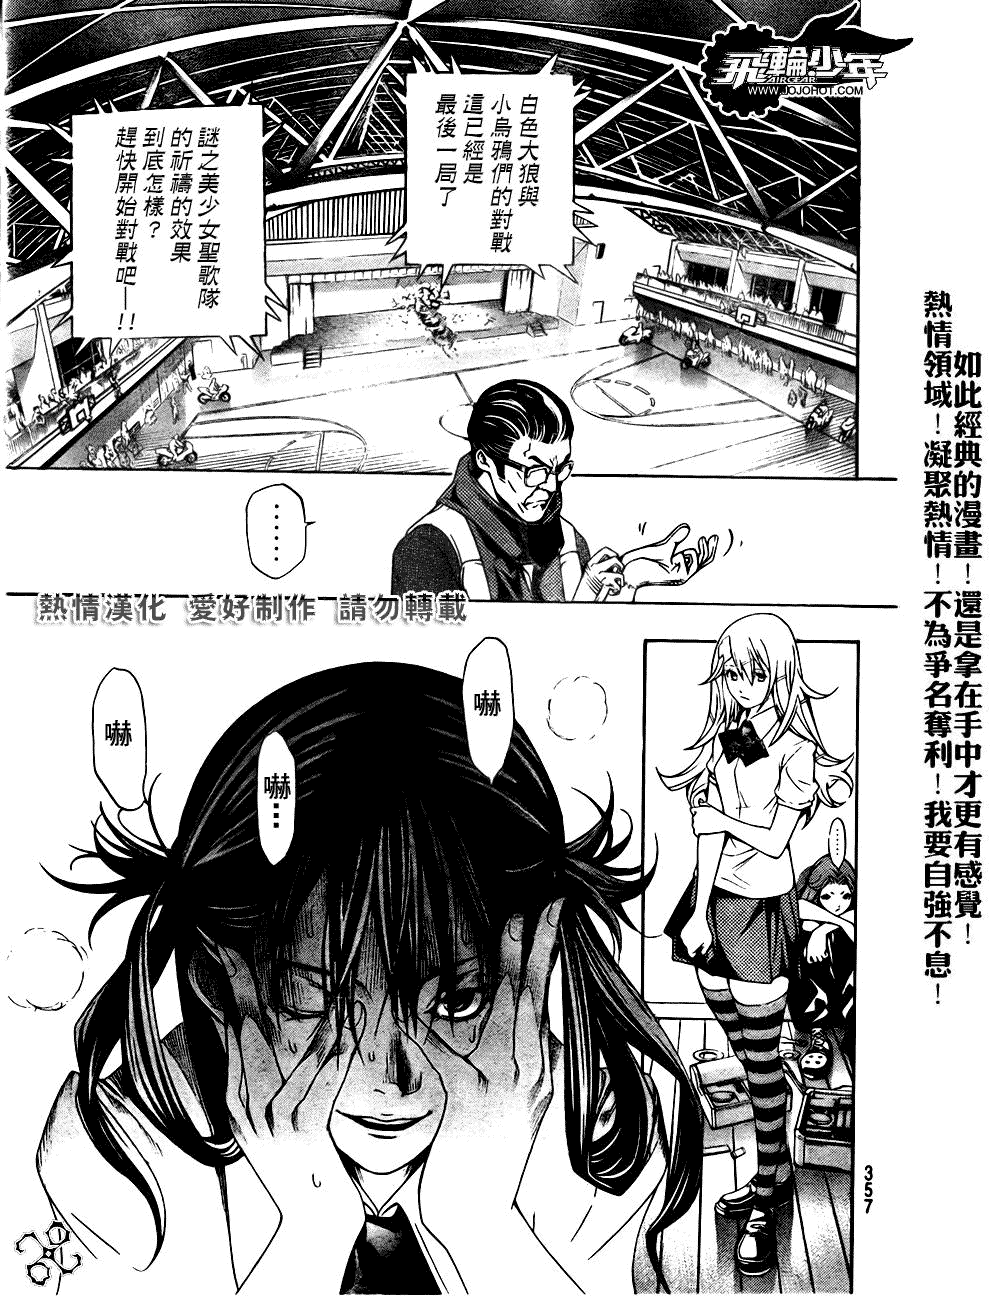 飛輪少年
AIRGEAR
WWW.JOJOHOT.COM
白色大狼與
小烏鴉們的對戰
這已經是
最後一局了
謎之美少女聖歌隊
的祈禱的效果
到底怎樣？
趕快開始對戰吧—!!
……
熱情漢化 愛好制作 請勿轉載
……
嚇
嚇…
嚇
如此經典的漫畫！還是拿在手中才更有感覺！
熱情領域！凝聚熱情！不為爭名奪利！我要自強不息！
357